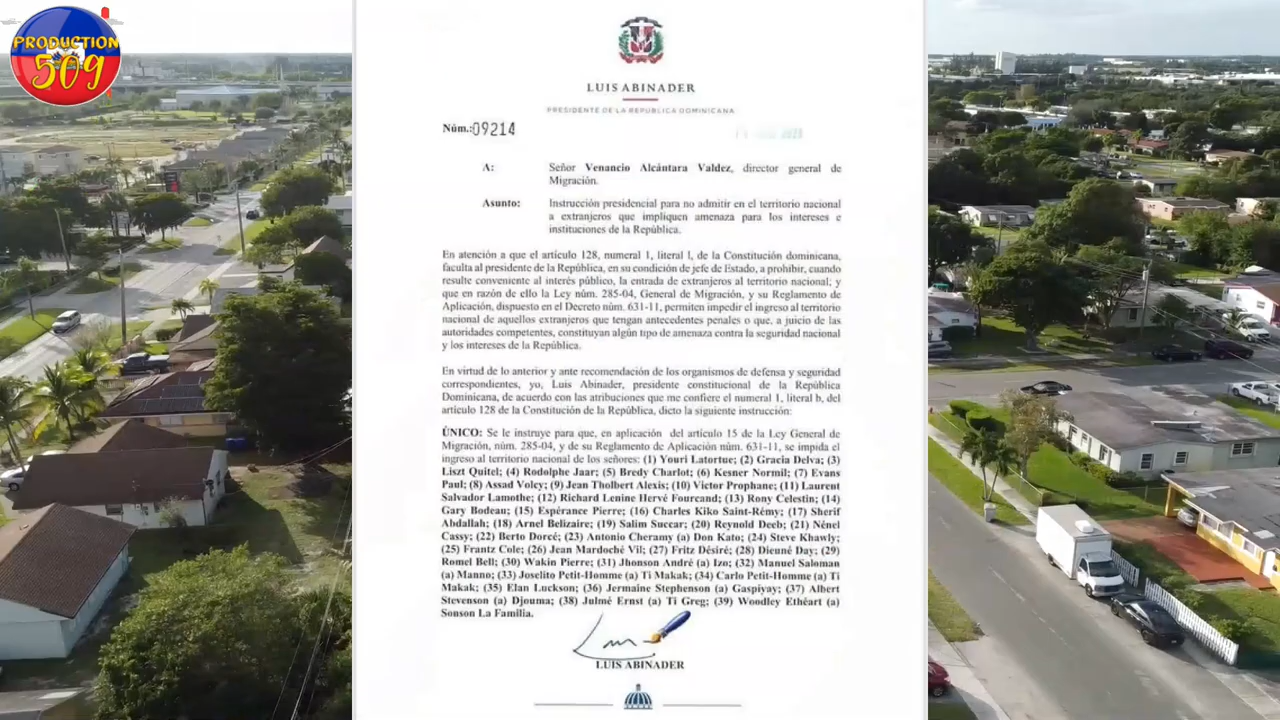 PRODUCTION
509
LUIS ABINADER
PRESIDENTE DE LA REPÚBLICA DOMINICANA
Núm.:09214
A: Señor Venancio Alcántara Valdez, director general de
Migración.
Asunto: Instrucción presidencial para no admitir en el territorio nacional
a extranjeros que impliquen amenaza para los intereses e
instituciones de la República.
En atención a que el artículo 128, numeral 1, literal l, de la Constitución dominicana,
faculta al presidente de la República, en su condición de jefe de Estado, a prohibir, cuando
resulte conveniente al interés público, la entrada de extranjeros al territorio nacional; y
que en razón de ello la Ley núm. 285-04, General de Migración, y su Reglamento de
Aplicación, dispuesto en el Decreto núm. 631-11, permiten impedir el ingreso al territorio
nacional de aquellos extranjeros que tengan antecedentes penales o que, a juicio de las
autoridades competentes, constituyan algún tipo de amenaza contra la seguridad nacional
y los intereses de la República.
En virtud de lo anterior y ante recomendación de los organismos de defensa y seguridad
correspondientes, yo, Luis Abinader, presidente constitucional de la República
Dominicana, de acuerdo con las atribuciones que me confiere el numeral 1, literal b, del
artículo 128 de la Constitución de la República, dicto la siguiente instrucción:
ÚNICO: Se le instruye para que, en aplicación del artículo 15 de la Ley General de
Migración, núm. 285-04, y de su Reglamento de Aplicación núm. 631-11, se impida el
ingreso al territorio nacional de los señores: (1) Youri Latortue; (2) Gracia Delva; (3)
Liszt Quitel; (4) Rodolphe Jaar; (5) Bredy Charlot; (6) Kesner Normil; (7) Evans
Paul; (8) Assad Volcy; (9) Jean Tholbert Alexis; (10) Victor Prophane; (11) Laurent
Salvador Lamothe; (12) Richard Lenine Hervé Fourcand; (13) Rony Celestin; (14)
Gary Bodeau; (15) Espérance Pierre; (16) Charles Kiko Saint-Rémy; (17) Sherif
Abdallah; (18) Arnel Belizaire; (19) Salim Succar; (20) Reynold Deeb; (21) Nénel
Cassy; (22) Berto Dorcé; (23) Antonio Cheramy (a) Don Kato; (24) Steve Khawly;
(25) Frantz Cole; (26) Jean Mardoché Vil; (27) Fritz Désiré; (28) Dieuné Day; (29)
Romel Bell; (30) Wakin Pierre; (31) Jhonson André (a) Izo; (32) Manuel Saloman
(a) Manno; (33) Joselito Petit-Homme (a) Ti Makak; (34) Carlo Petit-Homme (a) Ti
Makak; (35) Elan Luckson; (36) Jermaine Stephenson (a) Gaspiyay; (37) Albert
Stevenson (a) Djouma; (38) Julmé Ernst (a) Ti Greg; (39) Woodley Ethéart (a)
Sonson La Familia.
LUIS ABINADER